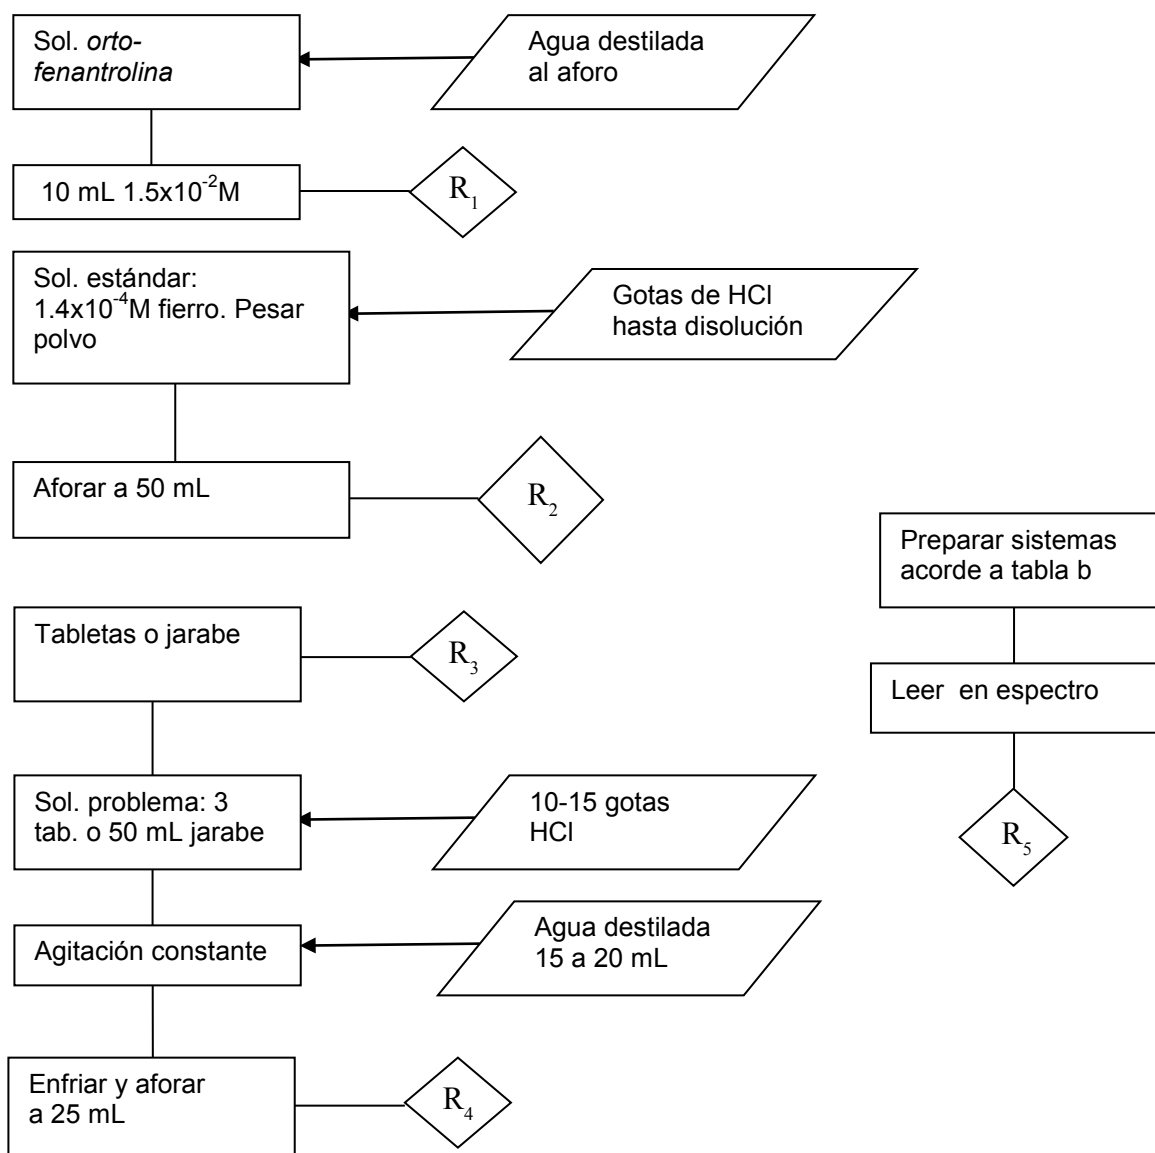 Sol. orto-
fenantrolina
Agua destilada
al aforo
10 mL 1.5x10⁻²M
R₁
Sol. estándar:
1.4x10⁻⁴M fierro. Pesar
polvo
Gotas de HCl
hasta disolución
Aforar a 50 mL
R₂
Tabletas o jarabe
R₃
Sol. problema: 3
tab. o 50 mL jarabe
10-15 gotas
HCl
Agitación constante
Agua destilada
15 a 20 mL
Enfriar y aforar
a 25 mL
R₄
Preparar sistemas
acorde a tabla b
Leer en espectro
R₅